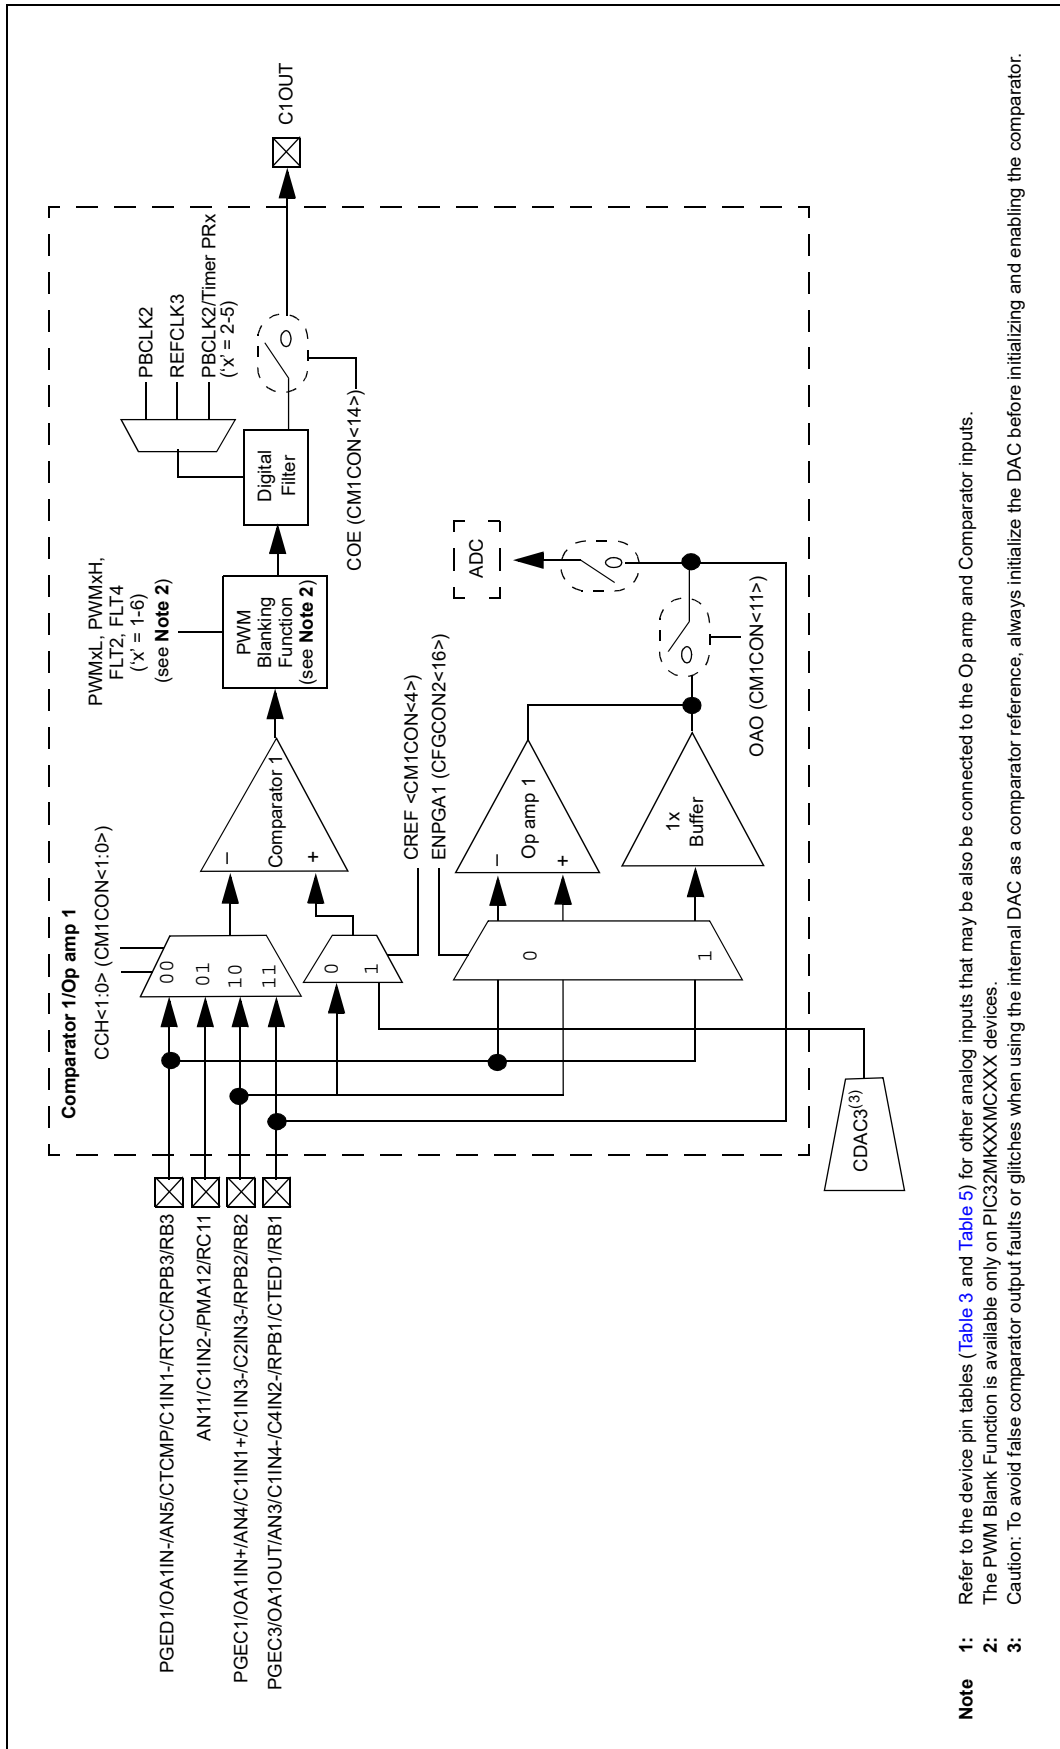 Comparator 1/Op amp 1
CCH<1:0> (CM1CON<1:0>)
PWMxL, PWMxH,
FLT2, FLT4
('x' = 1-6)
(see Note 2)
PBCLK2
REFCLK3
PBCLK2/Timer PRx
('x' = 2-5)
PGED1/OA1IN-/AN5/CTCMP/C1IN1-/RTCC/RPB3/RB3
AN11/C1IN2-/PMA12/RC11
PGEC1/OA1IN+/AN4/C1IN1+/C1IN3-/C2IN3-/RPB2/RB2
PGEC3/OA1OUT/AN3/C1IN4-/C4IN2-/RPB1/CTED1/RB1
00
01
10
11
–
Comparator 1
+
PWM
Blanking
Function
(see Note 2)
Digital
Filter
C1OUT
0
1
COE (CM1CON<14>)
CREF <CM1CON<4>)
ENPGA1 (CFGCON2<16>)
0
1
–
Op amp 1
+
1x
Buffer
ADC
OAO (CM1CON<11>)
CDAC3(3)
Note 1: Refer to the device pin tables (Table 3 and Table 5) for other analog inputs that may be also be connected to the Op amp and Comparator inputs.
2: The PWM Blank Function is available only on PIC32MKXXMCXXX devices.
3: Caution: To avoid false comparator output faults or glitches when using the internal DAC as a comparator reference, always initialize the DAC before initializing and enabling the comparator.